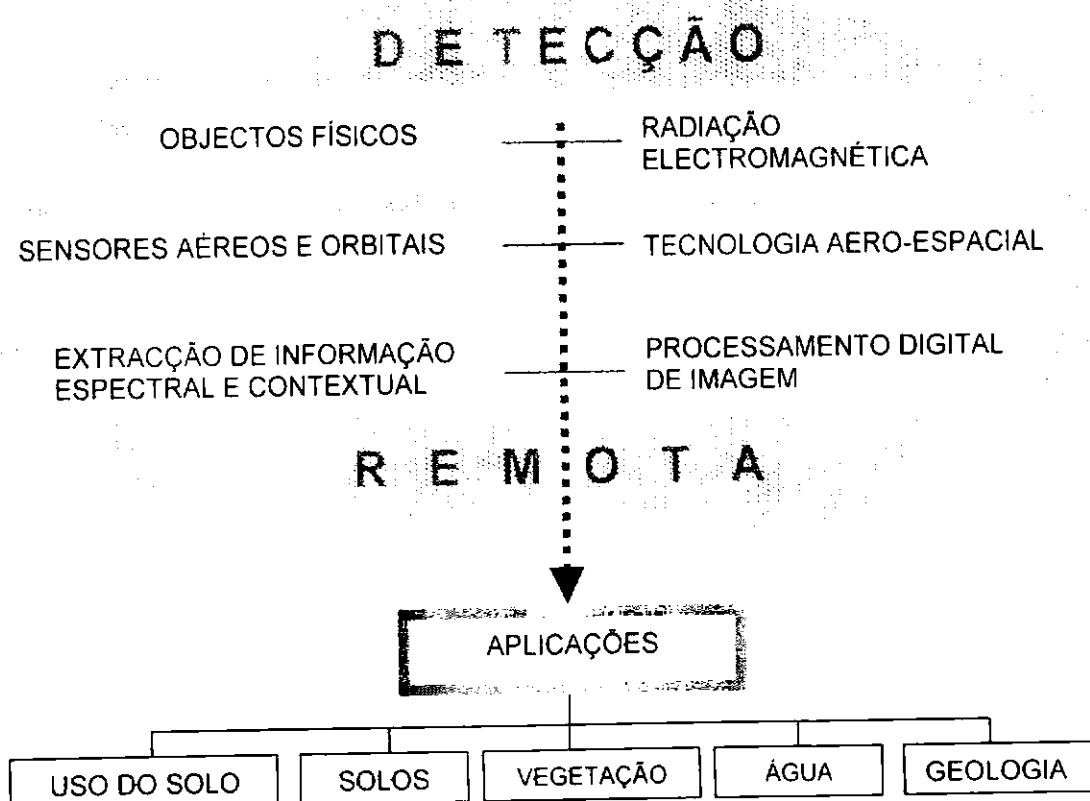 DETECÇÃO
OBJECTOS FÍSICOS
RADIAÇÃO
ELECTROMAGNÉTICA
SENSORES AÉREOS E ORBITAIS
TECNOLOGIA AERO-ESPACIAL
EXTRACÇÃO DE INFORMAÇÃO
ESPECTRAL E CONTEXTUAL
PROCESSAMENTO DIGITAL
DE IMAGEM
REMOTA
APLICAÇÕES
USO DO SOLO
SOLOS
VEGETAÇÃO
ÁGUA
GEOLOGIA